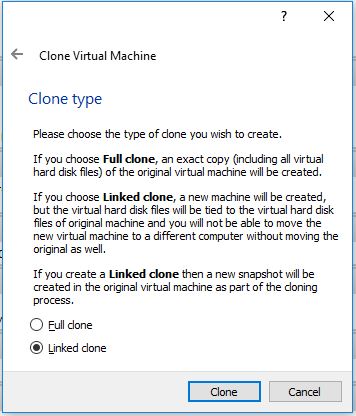 ?
Clone Virtual Machine
Clone type
Please choose the type of clone you wish to create.
If you choose Full clone, an exact copy (including all virtual
hard disk files) of the original virtual machine will be created.
If you choose Linked clone, a new machine will be created,
but the virtual hard disk files will be tied to the virtual hard disk
files of original machine and you will not be able to move the
new virtual machine to a different computer without moving the
original as well.
If you create a Linked clone then a new snapshot will be
created in the original virtual machine as part of the cloning
process.
Full clone
Linked clone
Clone
Cancel